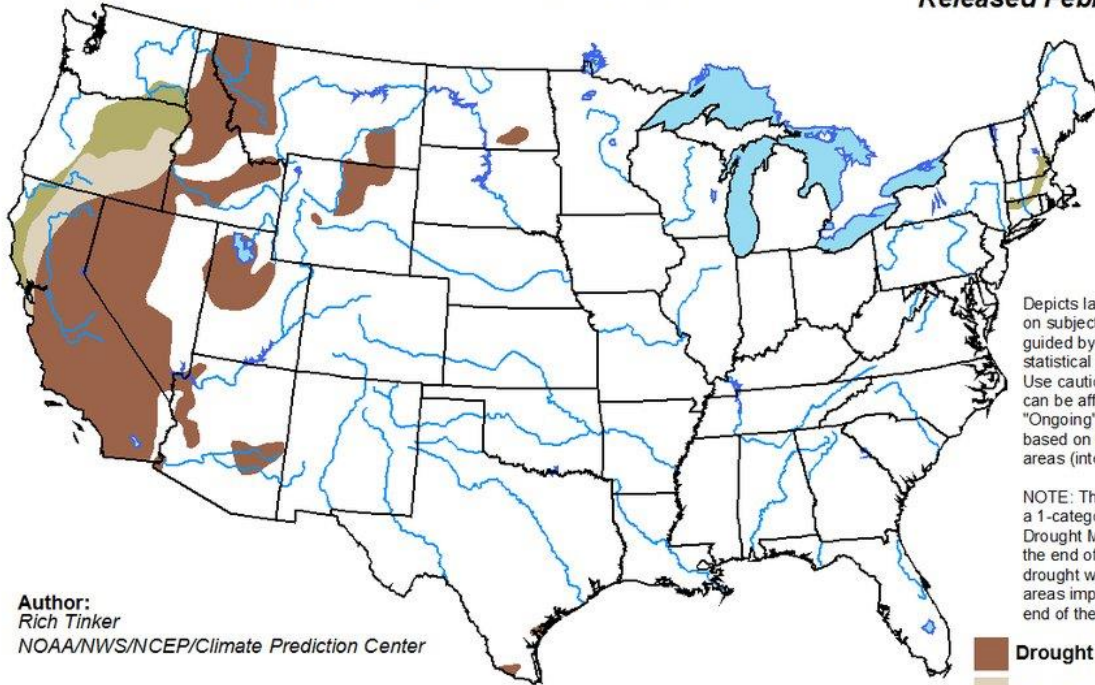 Released Feb
Depicts la
on subject
guided by
statistical
Use cautio
can be affe
"Ongoing"
based on
areas (inte
NOTE: Th
a 1-catego
Drought M
the end of
drought w
areas imp
end of the
Author:
Rich Tinker
NOAA/NWS/NCEP/Climate Prediction Center
Drought